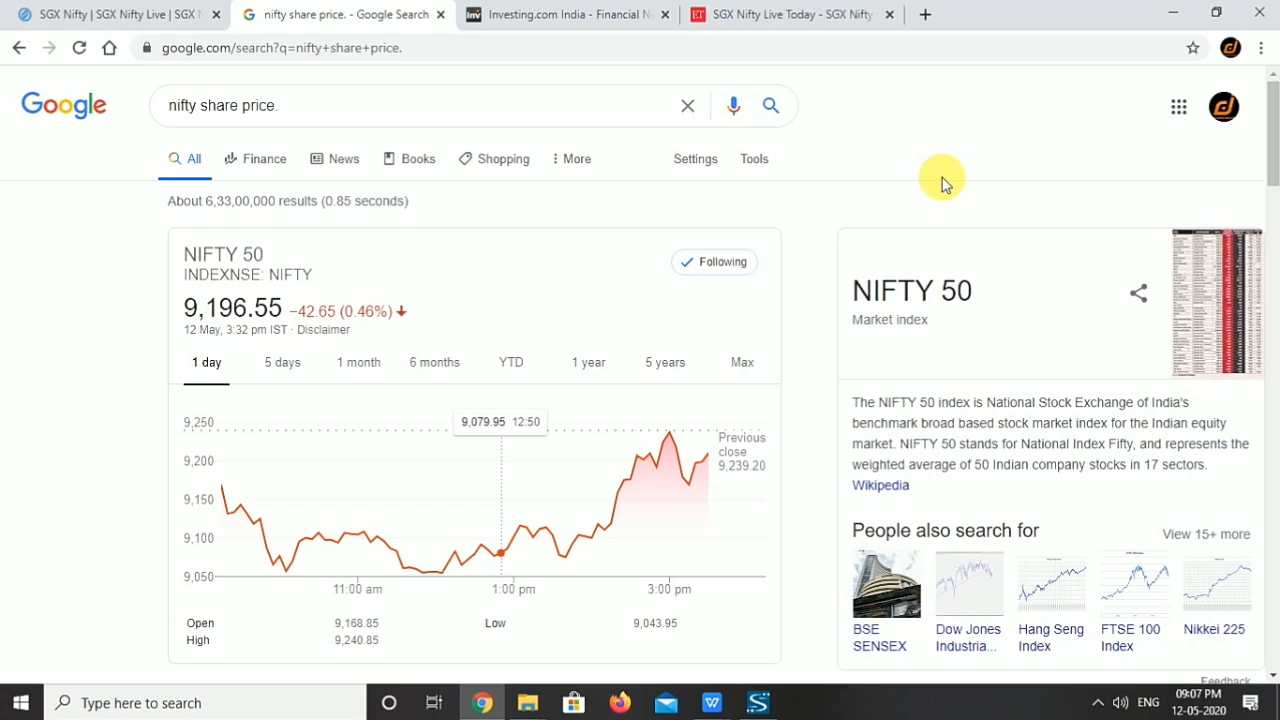 SGX Nifty | SGX Nifty Live | SGX N
nifty share price. - Google Search
Investing.com India - Financial N
SGX Nifty Live Today - SGX Nifty
google.com/search?q=nifty+share+price.
Google
nifty share price.
All
Finance
News
Books
Shopping
More
Settings
Tools
About 6,33,00,000 results (0.85 seconds)
NIFTY 50
INDEXNSE: NIFTY
Following
9,196.55 −42.65 (0.46%)
12 May, 3:32 pm IST · Disclaimer
1 day
5 days
1 month
6 months
YTD
1 year
5 years
Max
9,250
9,200
9,150
9,100
9,050
9,079.95 12:50
Previous
close
9,239.20
11:00 am
1:00 pm
3:00 pm
Open 9,168.85
High 9,240.85
Low 9,043.95
NIFTY 50
Market index
The NIFTY 50 index is National Stock Exchange of India's
benchmark broad based stock market index for the Indian equity
market. NIFTY 50 stands for National Index Fifty, and represents the
weighted average of 50 Indian company stocks in 17 sectors.
Wikipedia
People also search for
View 15+ more
BSE
SENSEX
Dow Jones
Industria...
Hang Seng
Index
FTSE 100
Index
Nikkei 225
Feedback
Type here to search
ENG
09:07 PM
12-05-2020